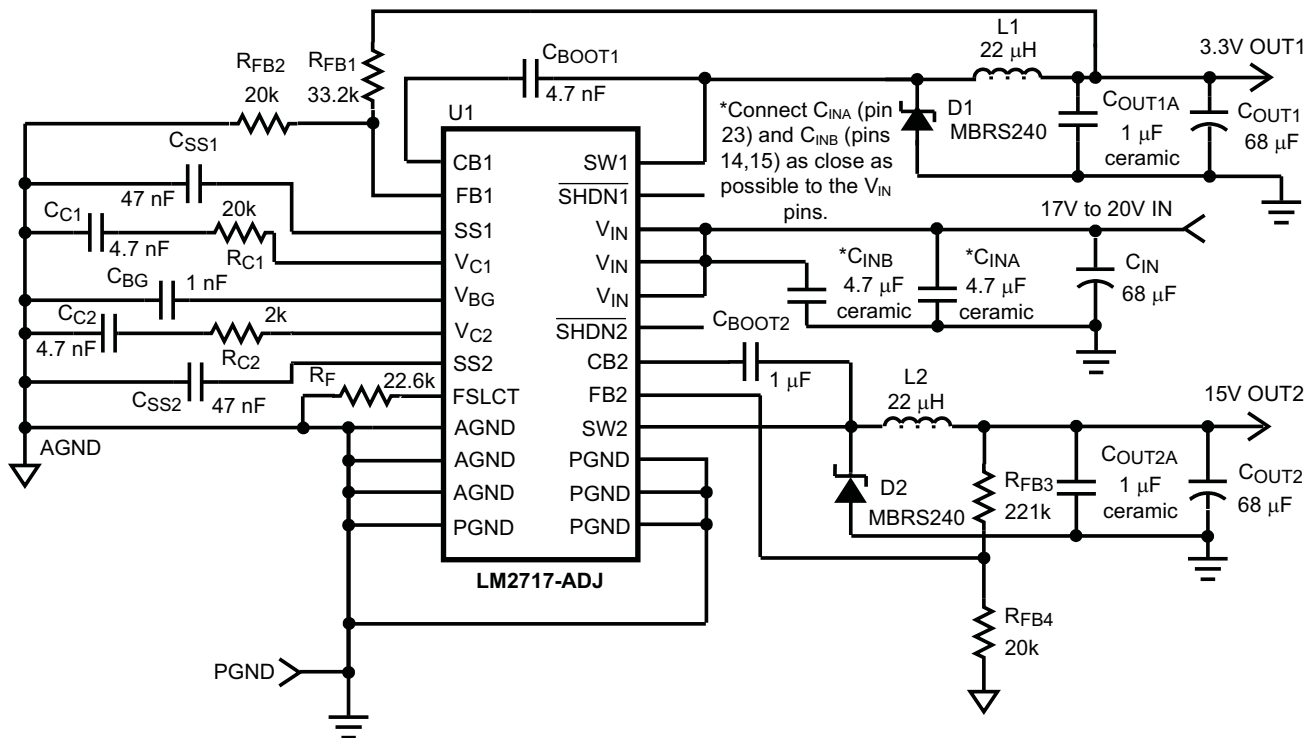 L1
22 μH
3.3V OUT1
RFB2
20k
RFB1
33.2k
CBOOT1
4.7 nF
U1
*Connect CINA (pin
23) and CINB (pins
14,15) as close as
possible to the VIN
pins.
D1
MBRS240
COUT1A
1 μF
ceramic
COUT1
68 μF
CSS1
47 nF
CC1
4.7 nF
20k
RC1
CBG
1 nF
CC2
4.7 nF
2k
RC2
CSS2
47 nF
RF
22.6k
AGND
CB1
FB1
SS1
VC1
VBG
VC2
SS2
FSLCT
AGND
AGND
AGND
PGND
SW1
SHDN1
VIN
VIN
VIN
SHDN2
CB2
FB2
SW2
PGND
PGND
PGND
LM2717-ADJ
17V to 20V IN
*CINB
4.7 μF
ceramic
*CINA
4.7 μF
ceramic
CIN
68 μF
CBOOT2
1 μF
L2
22 μH
15V OUT2
D2
MBRS240
RFB3
221k
COUT2A
1 μF
ceramic
COUT2
68 μF
RFB4
20k
PGND